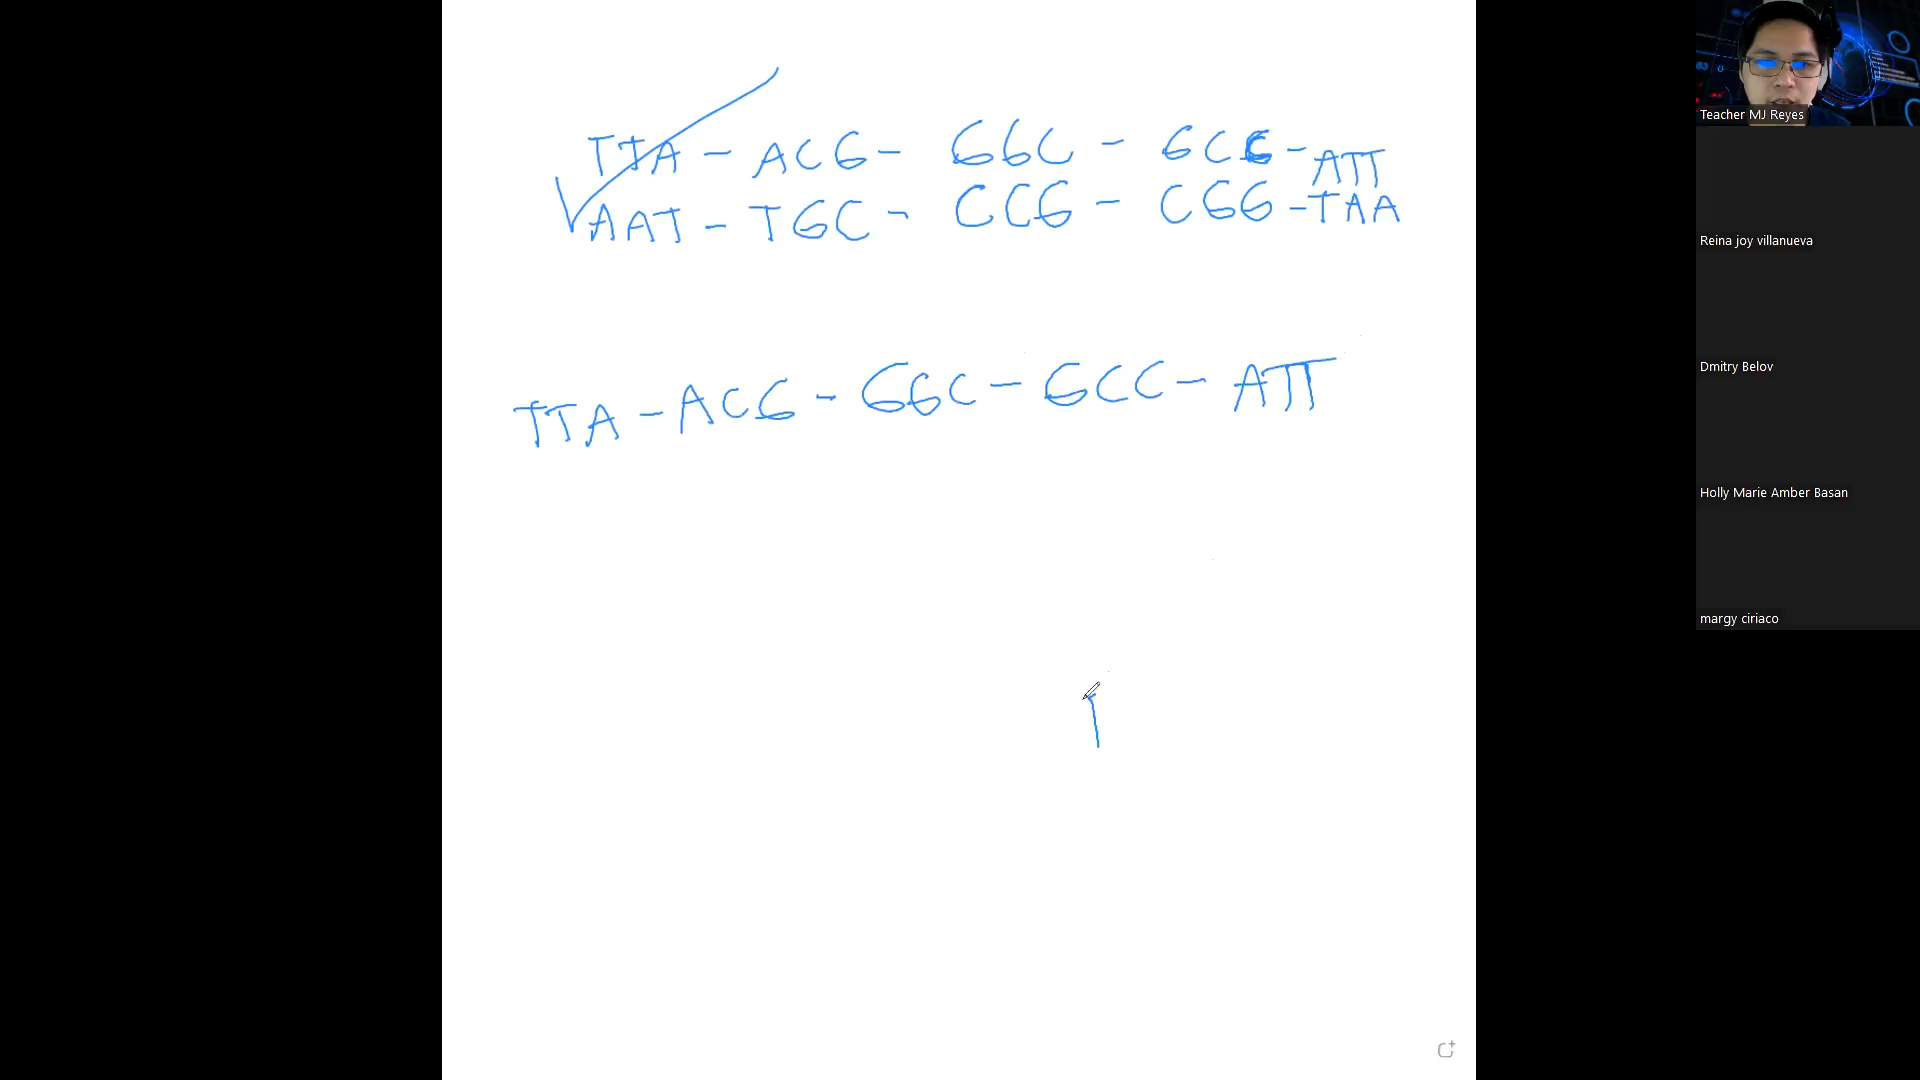 TTA - ACG - GGC - GCC - ATT
AAT - TGC - CCG - CGG - TAA
TTA - ACG - GGC - GCC - ATT
Teacher MJ Reyes
Reina joy villanueva
Dmitry Belov
Holly Marie Amber Basan
margy ciriaco